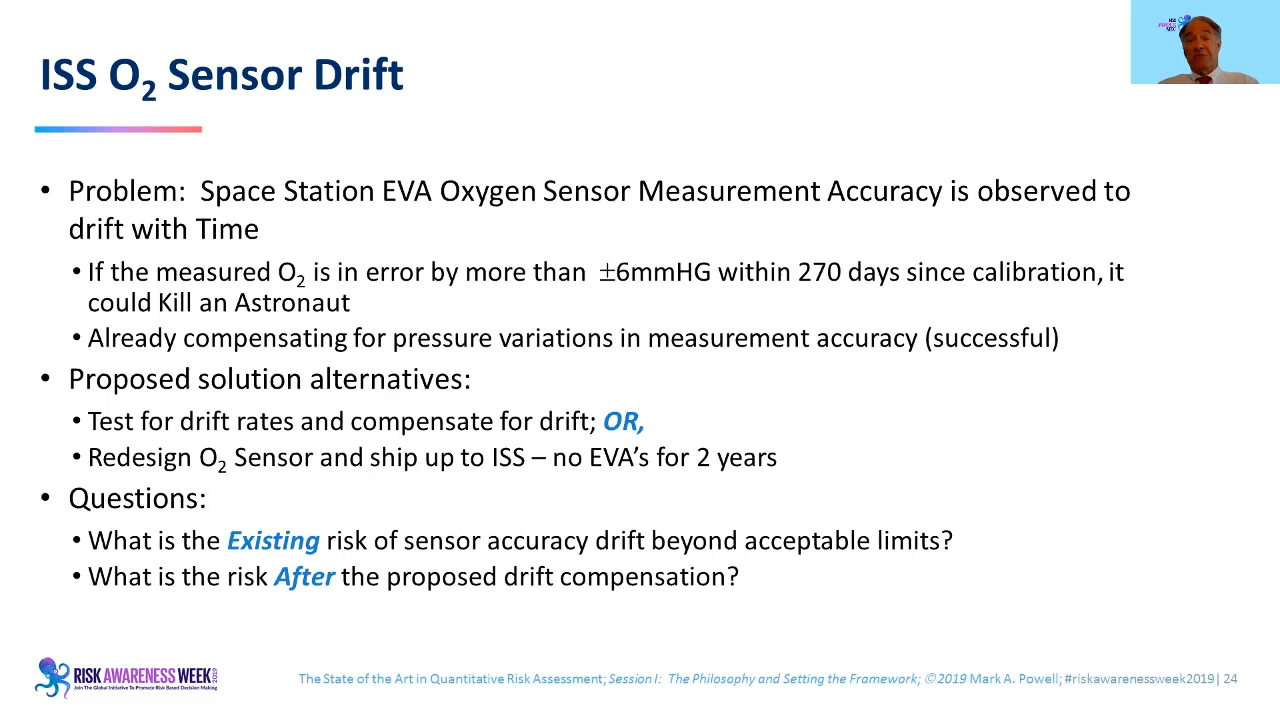 ISS O₂ Sensor Drift
• Problem: Space Station EVA Oxygen Sensor Measurement Accuracy is observed to
drift with Time
• If the measured O₂ is in error by more than ±6mmHG within 270 days since calibration, it
could Kill an Astronaut
• Already compensating for pressure variations in measurement accuracy (successful)
• Proposed solution alternatives:
• Test for drift rates and compensate for drift; OR,
• Redesign O₂ Sensor and ship up to ISS – no EVA's for 2 years
• Questions:
• What is the Existing risk of sensor accuracy drift beyond acceptable limits?
• What is the risk After the proposed drift compensation?
RISK AWARENESS WEEK 2019
Join The Global Initiative To Promote Risk Based Decision-Making
The State of the Art in Quantitative Risk Assessment; Session I: The Philosophy and Setting the Framework; ©2019 Mark A. Powell; #riskawarenessweek2019| 24